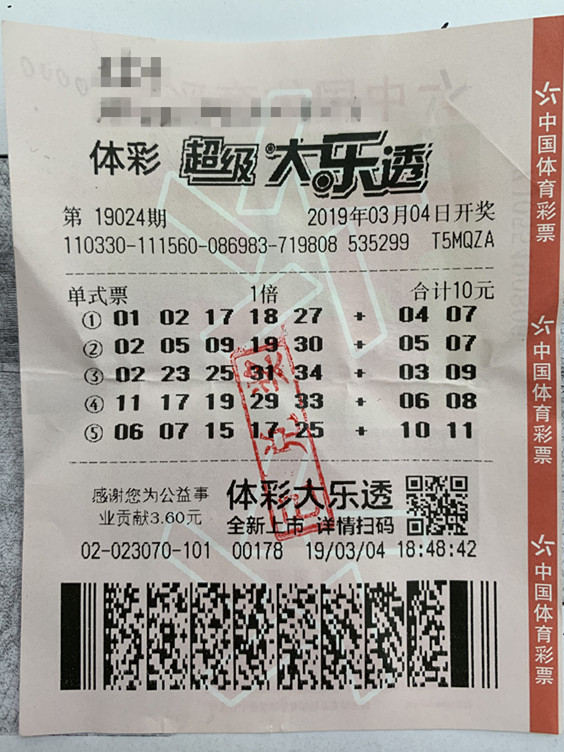 体彩 超级大乐透
第 19024期 2019年03月04日开奖
110330-111560-086983-719808 535299 T5MQZA
单式票 1倍 合计10元
① 01 02 17 18 27 + 04 07
② 02 05 09 19 30 + 05 07
③ 02 23 25 31 34 + 03 09
④ 11 17 19 29 33 + 06 08
⑤ 06 07 15 17 25 + 10 11
已兑奖
感谢您为公益事
业贡献3.60元
体彩大乐透
全新上市 详情扫码
02-023070-101 00178 19/03/04 18:48:42
中国体育彩票
中国体育彩票
中国体育彩票